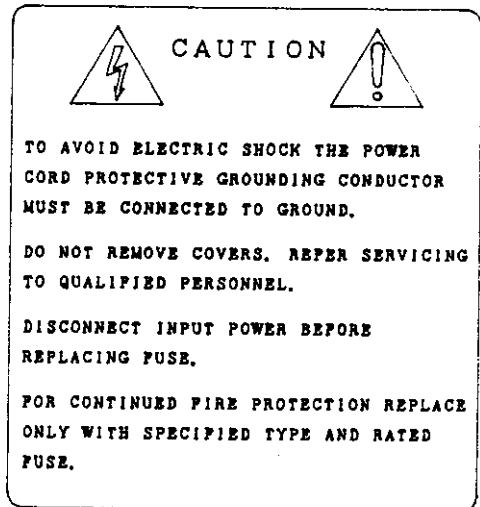 CAUTION
TO AVOID ELECTRIC SHOCK THE POWER
CORD PROTECTIVE GROUNDING CONDUCTOR
MUST BE CONNECTED TO GROUND.
DO NOT REMOVE COVERS. REFER SERVICING
TO QUALIFIED PERSONNEL.
DISCONNECT INPUT POWER BEFORE
REPLACING FUSE.
FOR CONTINUED FIRE PROTECTION REPLACE
ONLY WITH SPECIFIED TYPE AND RATED
FUSE.